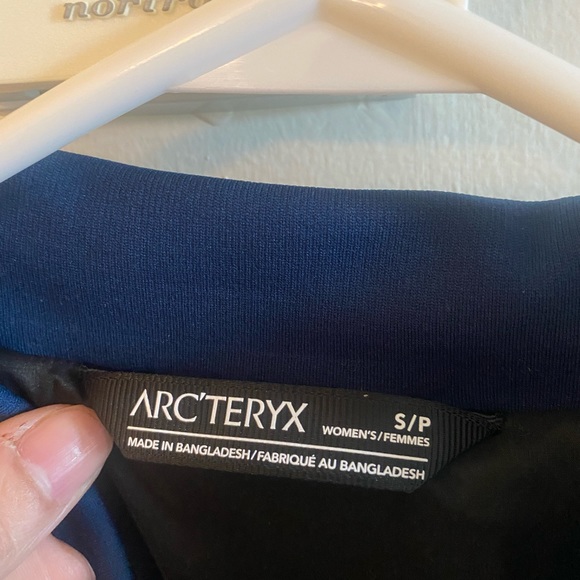 ARC'TERYX
S/P
WOMEN'S/FEMMES
MADE IN BANGLADESH/FABRIQUÉ AU BANGLADESH